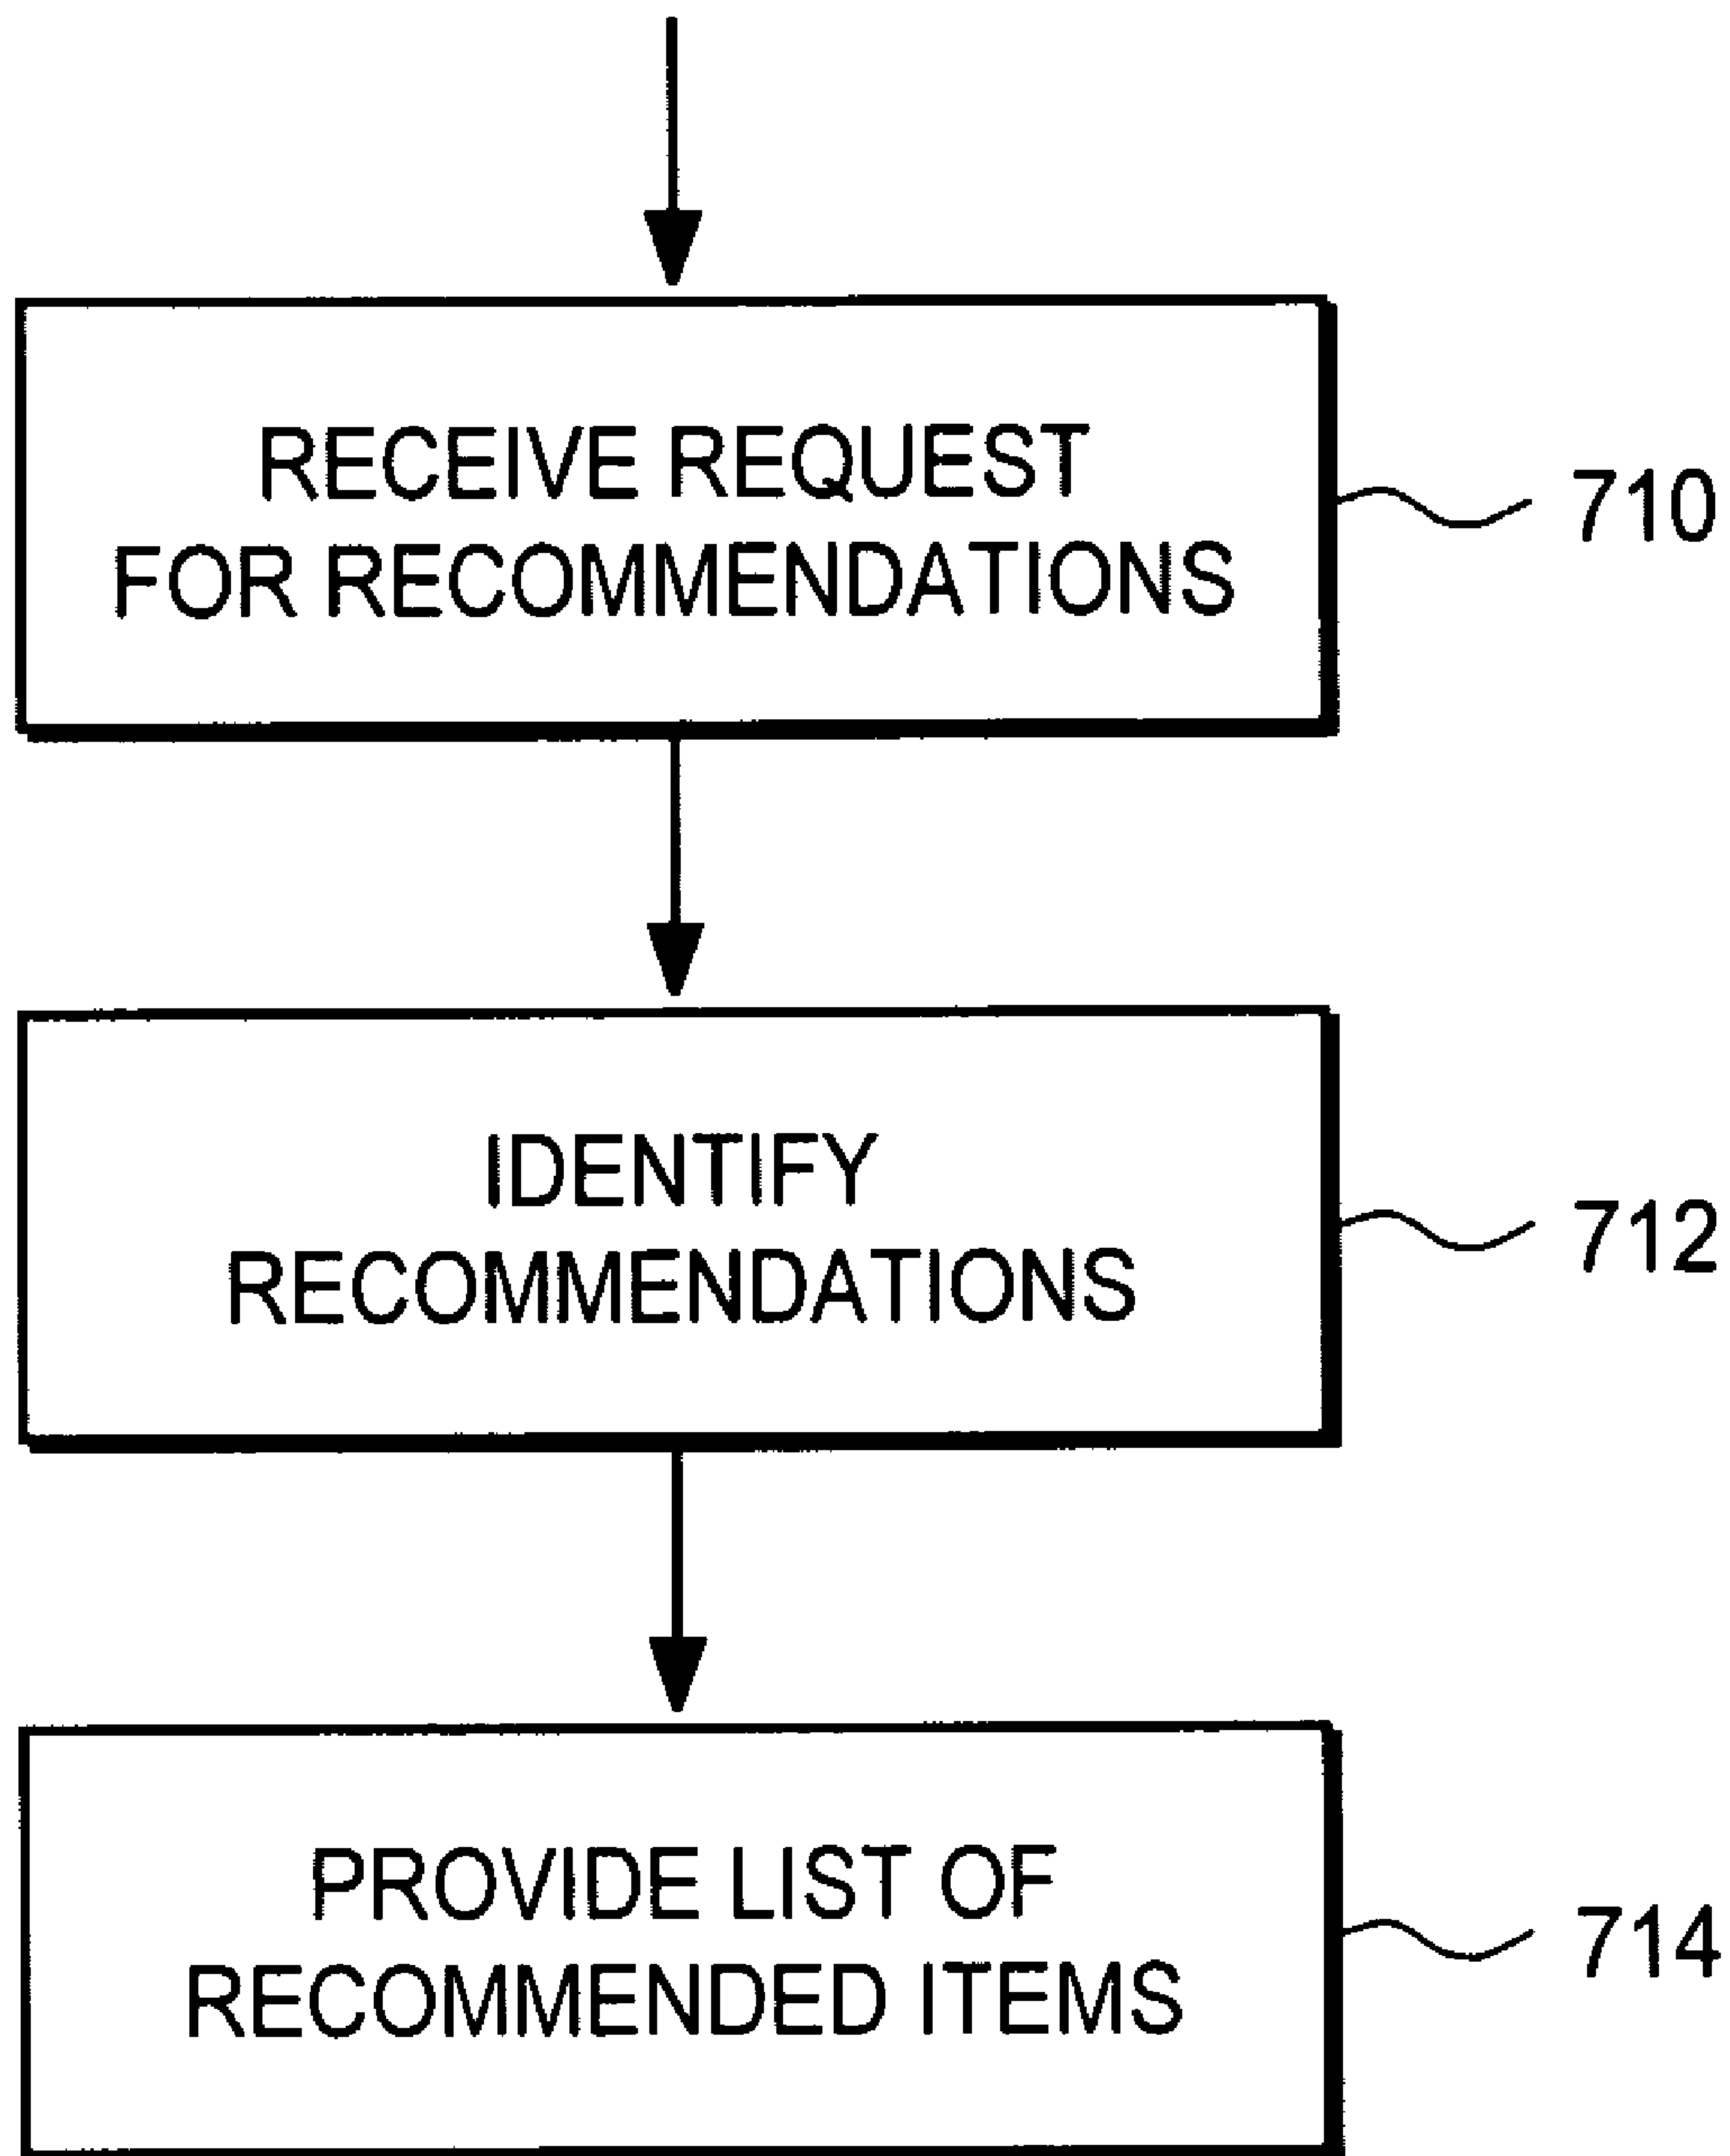 RECEIVE REQUEST
FOR RECOMMENDATIONS
710
IDENTIFY
RECOMMENDATIONS
712
PROVIDE LIST OF
RECOMMENDED ITEMS
714